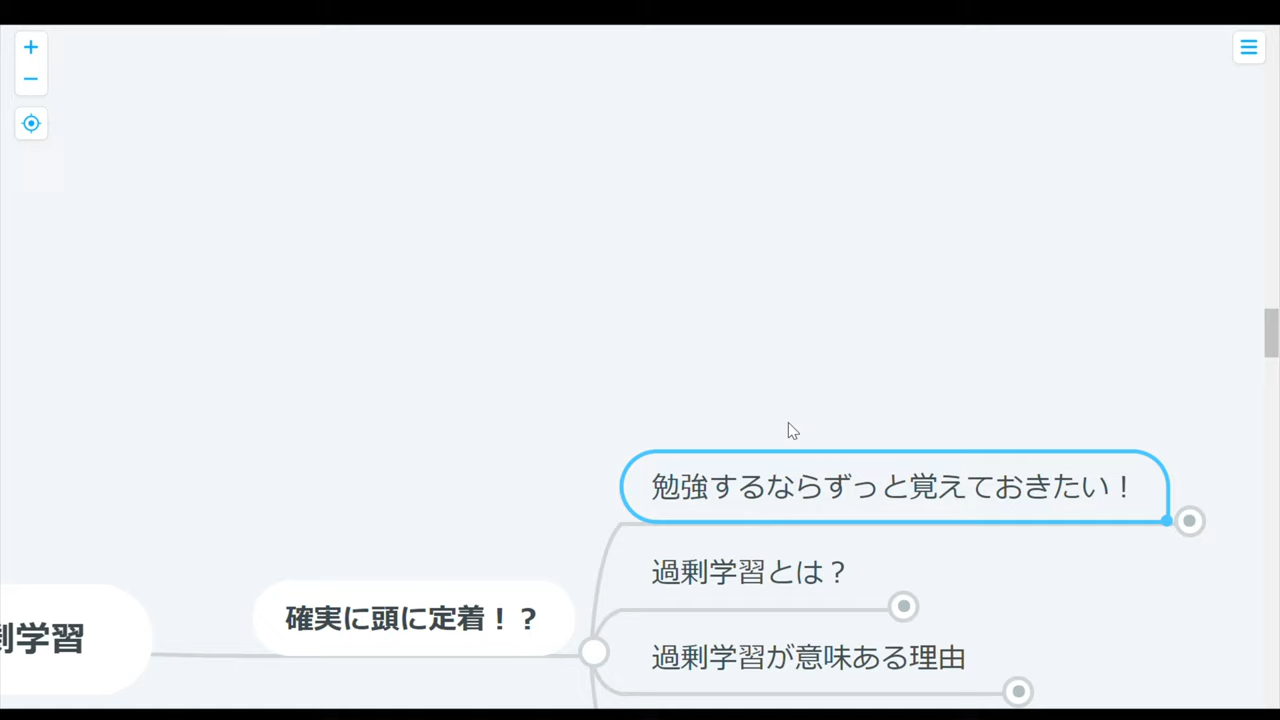 勉強するならずっと覚えておきたい！
過剰学習とは？
確実に頭に定着！？
剰学習
過剰学習が意味ある理由